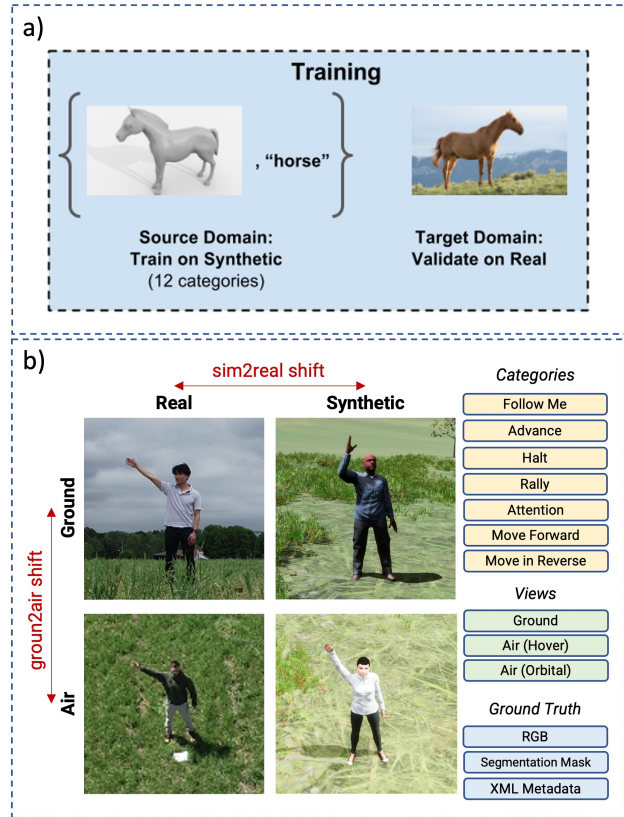 a)
Training
, “horse”
Source Domain:
Train on Synthetic
(12 categories)
Target Domain:
Validate on Real
b)
sim2real shift
Real
Synthetic
groun2air shift
Ground
Air
Categories
Follow Me
Advance
Halt
Rally
Attention
Move Forward
Move in Reverse
Views
Ground
Air (Hover)
Air (Orbital)
Ground Truth
RGB
Segmentation Mask
XML Metadata